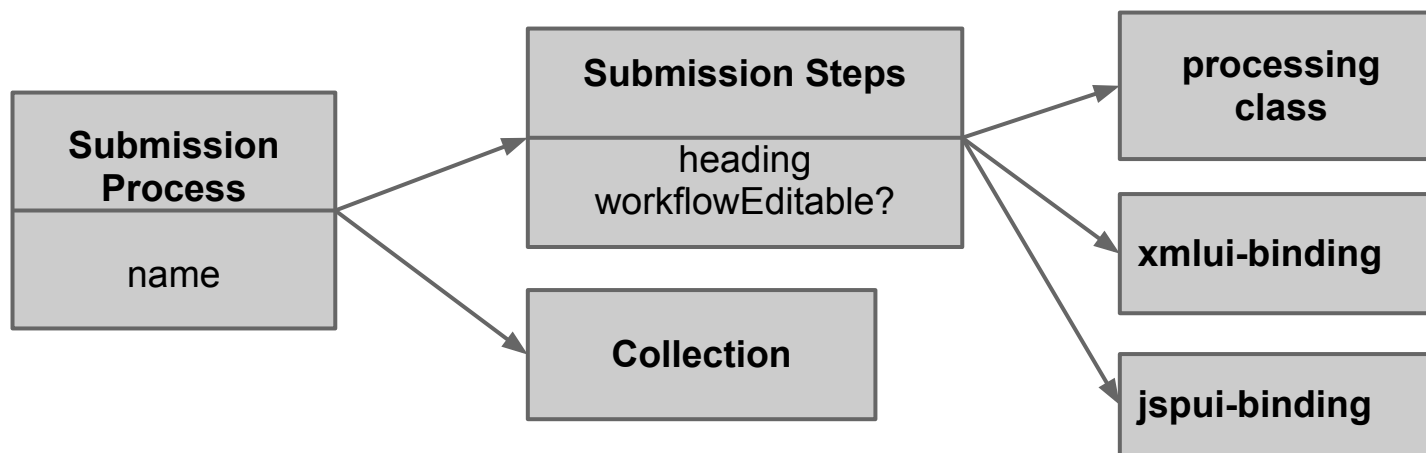 Submission
Process
name
Submission Steps
heading
workflowEditable?
Collection
processing
class
xmlui-binding
jspui-binding